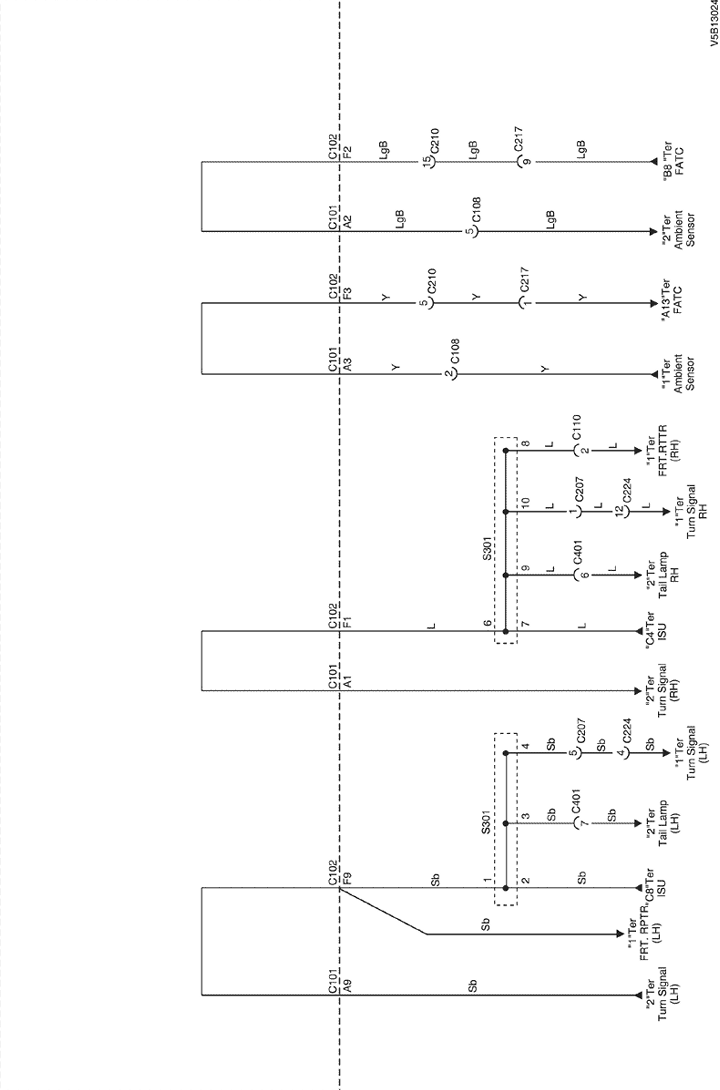 V5B13024
C102
F2
LgB
15
C210
LgB
9
C217
LgB
"B8 "Ter
FATC
C101
A2
LgB
5
C108
LgB
"2"Ter
Ambient
Sensor
C102
F3
Y
5
C210
Y
1
C217
Y
"A13"Ter
FATC
C101
A3
Y
2
C108
Y
"1"Ter
Ambient
Sensor
8
L
2
C110
L
"1"Ter
FRT.RTTR
(RH)
10
L
1
C207
L
12
C224
L
"1"Ter
Turn Signal
RH
S301
9
L
6
C401
L
"2"Ter
Tail Lamp
RH
C102
F1
L
6
7
L
"C4"Ter
ISU
C101
A1
"2"Ter
Turn Signal
(RH)
4
Sb
5
C207
Sb
4
C224
Sb
"1"Ter
Turn Signal
(LH)
S301
3
Sb
7
C401
Sb
"2"Ter
Tail Lamp
(LH)
C102
F9
Sb
1
2
Sb
"C8"Ter
ISU
Sb
"1"Ter
FRT. RPTR.
(LH)
C101
A9
Sb
"2"Ter
Turn Signal
(LH)